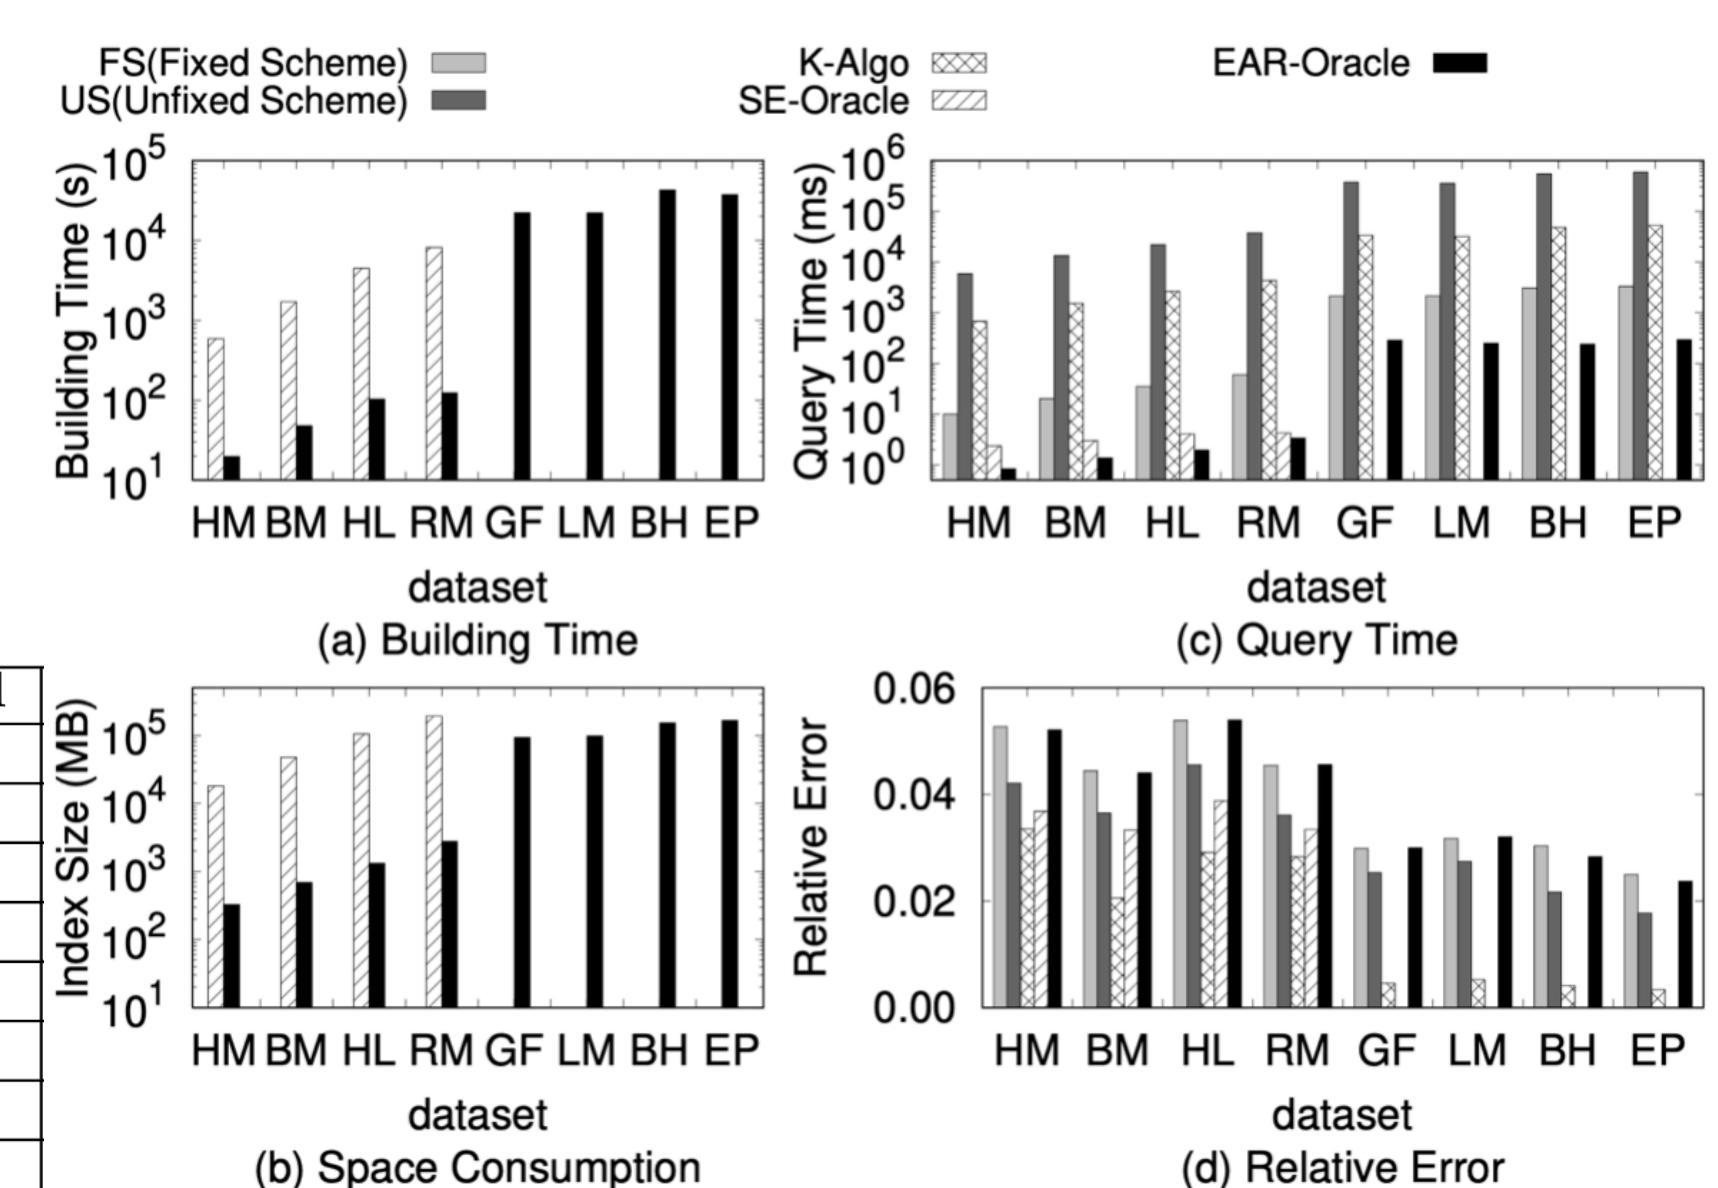 FS(Fixed Scheme)
US(Unfixed Scheme)
K-Algo
SE-Oracle
EAR-Oracle
Building Time (s)
10^5
10^4
10^3
10^2
10^1
HM BM HL RM GF LM BH EP
dataset
(a) Building Time
Query Time (ms)
10^6
10^5
10^4
10^3
10^2
10^1
10^0
HM BM HL RM GF LM BH EP
dataset
(c) Query Time
Index Size (MB)
10^5
10^4
10^3
10^2
10^1
HM BM HL RM GF LM BH EP
dataset
(b) Space Consumption
Relative Error
0.06
0.04
0.02
0.00
HM BM HL RM GF LM BH EP
dataset
(d) Relative Error